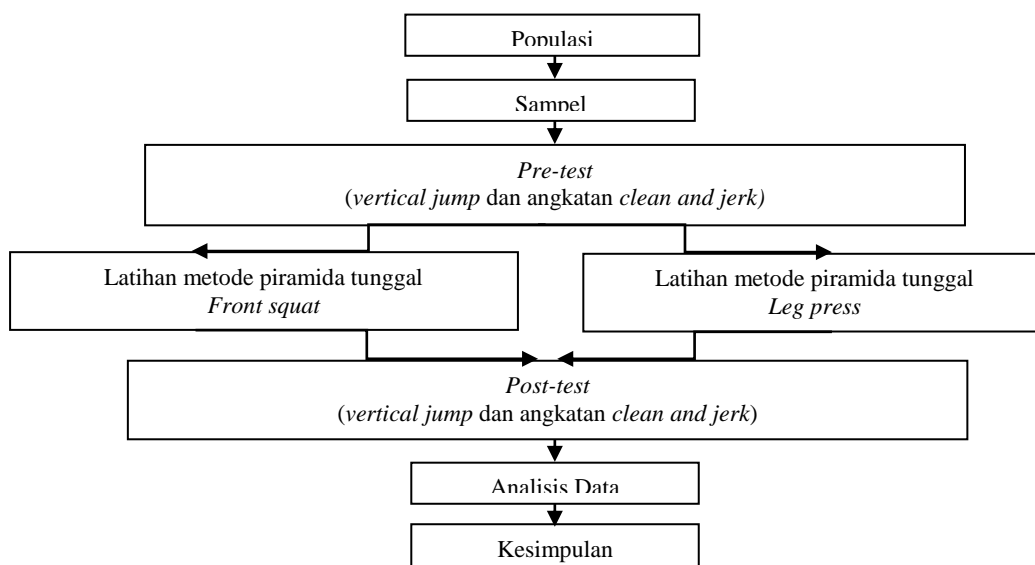 Populasi
Sampel
Pre-test
(vertical jump dan angkatan clean and jerk)
Latihan metode piramida tunggal
Front squat
Latihan metode piramida tunggal
Leg press
Post-test
(vertical jump dan angkatan clean and jerk)
Analisis Data
Kesimpulan